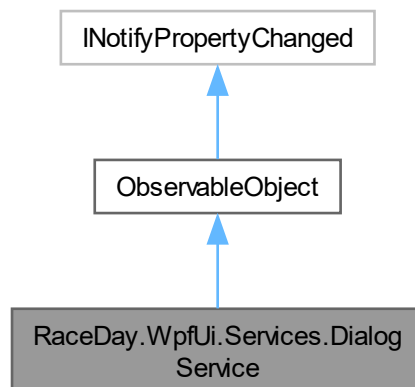 INotifyPropertyChanged
ObservableObject
RaceDay.WpfUi.Services.Dialog
Service